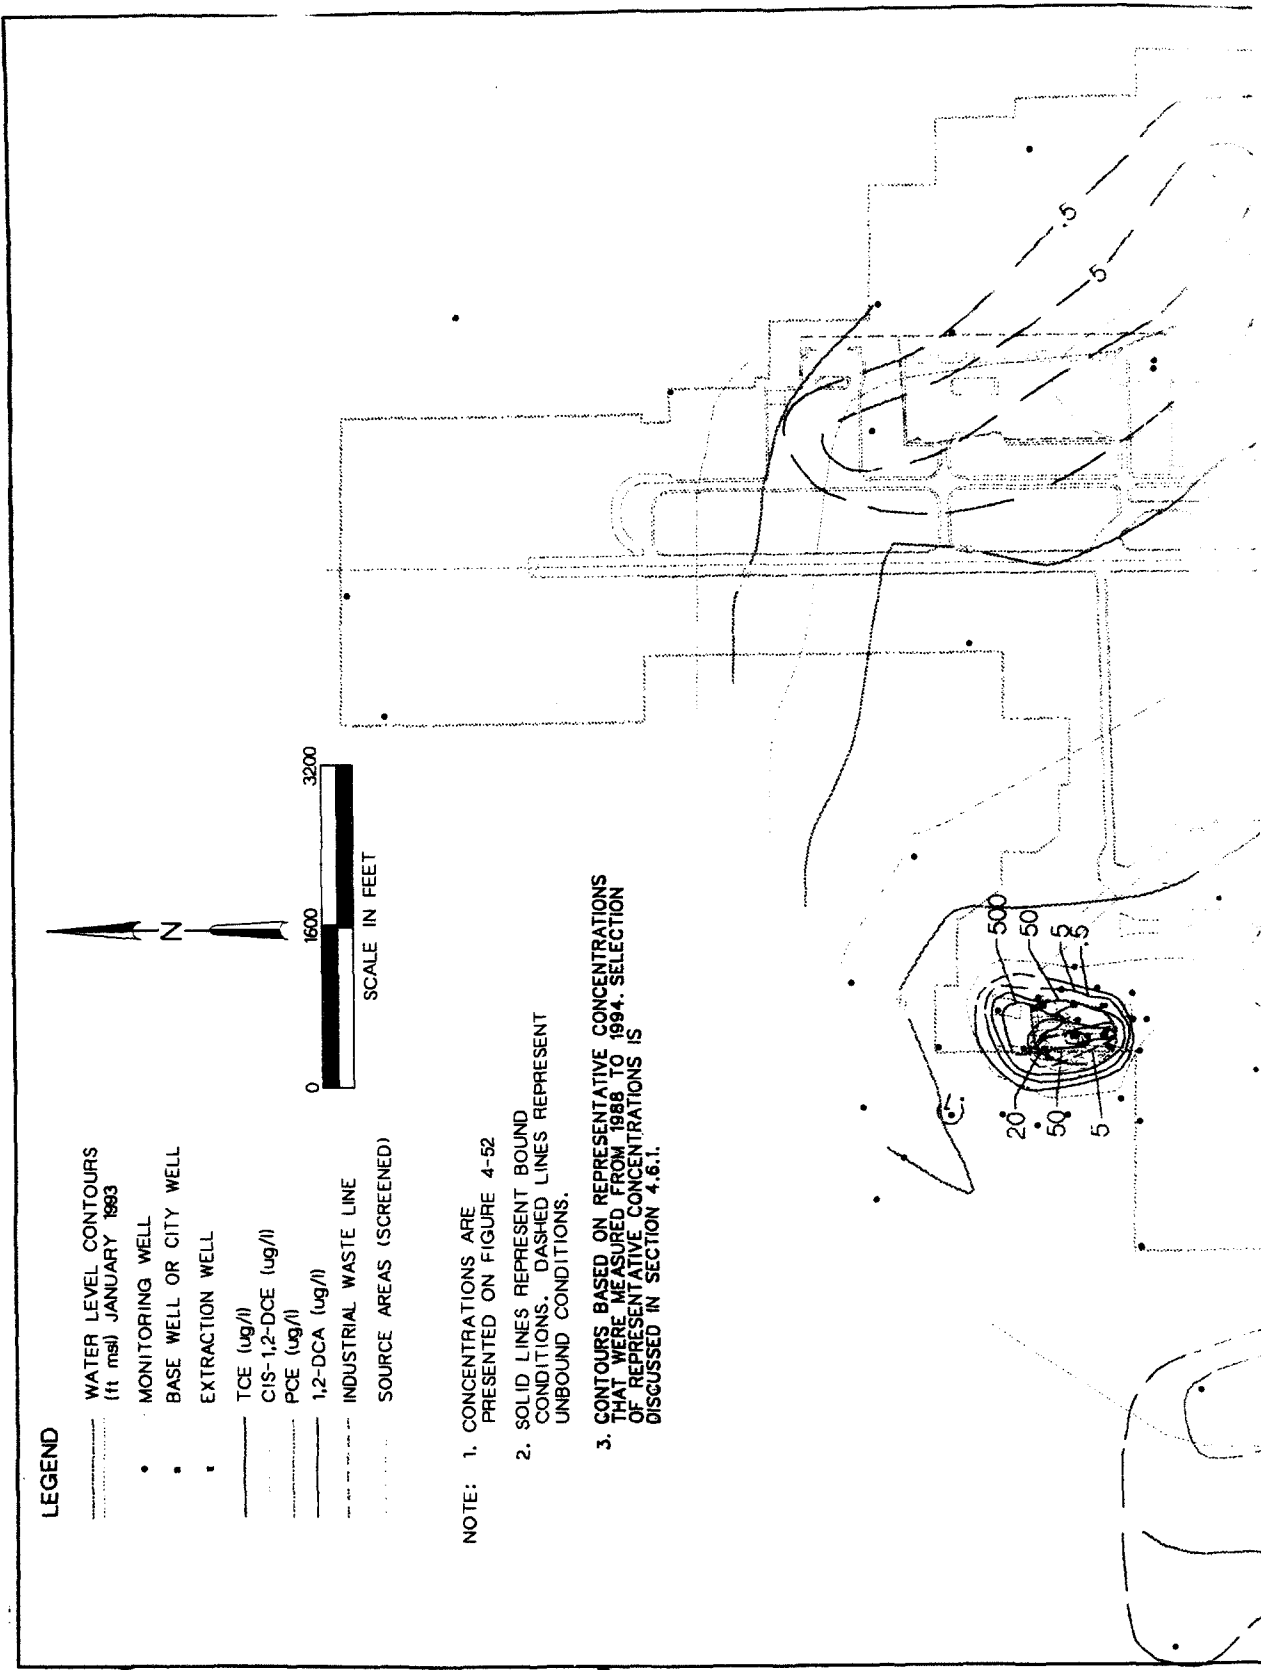 LEGEND
WATER LEVEL CONTOURS
(ft msl) JANUARY 1993
MONITORING WELL
BASE WELL OR CITY WELL
EXTRACTION WELL
TCE (ug/l)
CIS-1,2-DCE (ug/l)
PCE (ug/l)
1,2-DCA (ug/l)
INDUSTRIAL WASTE LINE
SOURCE AREAS (SCREENED)
NOTE: 1. CONCENTRATIONS ARE
PRESENTED ON FIGURE 4-52
2. SOLID LINES REPRESENT BOUND
CONDITIONS. DASHED LINES REPRESENT
UNBOUND CONDITIONS.
3. CONTOURS BASED ON REPRESENTATIVE CONCENTRATIONS
THAT WERE MEASURED FROM 1988 TO 1994. SELECTION
OF REPRESENTATIVE CONCENTRATIONS IS
DISCUSSED IN SECTION 4.6.1.
N
0 1600 3200
SCALE IN FEET
500
50
5
.5
20
50
5
.5
5